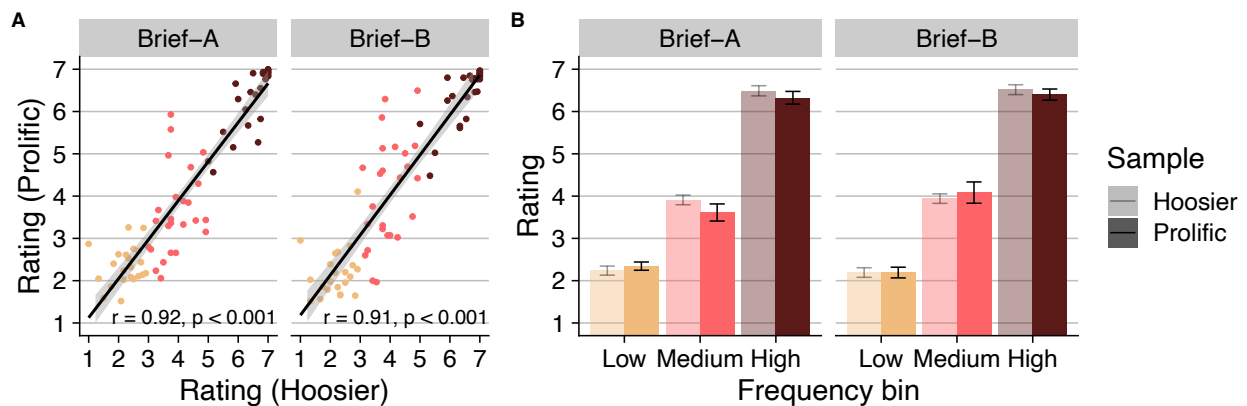 A
Brief−A
Brief−B
Rating (Prolific)
7
6
5
4
3
2
1
r = 0.92, p < 0.001
r = 0.91, p < 0.001
1 2 3 4 5 6 7
1 2 3 4 5 6 7
Rating (Hoosier)
B
Brief−A
Brief−B
Rating
7
6
5
4
3
2
1
Low Medium High
Low Medium High
Frequency bin
Sample
Hoosier
Prolific